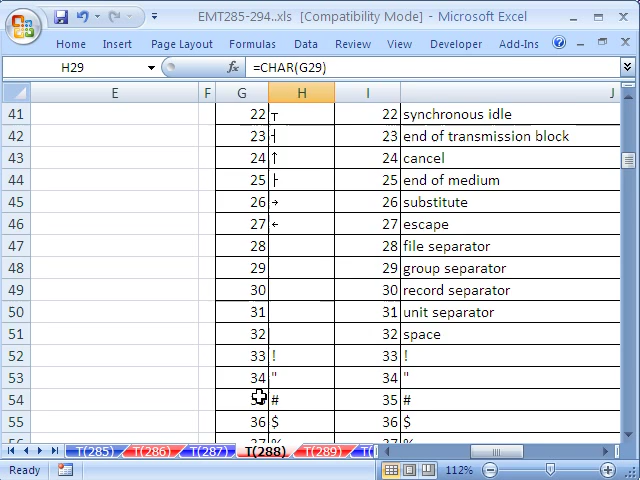 EMT285-294..xls [Compatibility Mode] - Microsoft Excel
Home Insert Page Layout Formulas Data Review View Developer Add-Ins
H29 fx =CHAR(G29)
E F G H I J
41 22 ┬ 22 synchronous idle
42 23 ┤ 23 end of transmission block
43 24 ↑ 24 cancel
44 25 ├ 25 end of medium
45 26 → 26 substitute
46 27 ← 27 escape
47 28 28 file separator
48 29 29 group separator
49 30 30 record separator
50 31 31 unit separator
51 32 32 space
52 33 ! 33 !
53 34 " 34 "
54 # 35 #
55 36 $ 36 $
56 37 % 37 %
T(285) T(286) T(287) T(288) T(289)
Ready 112%